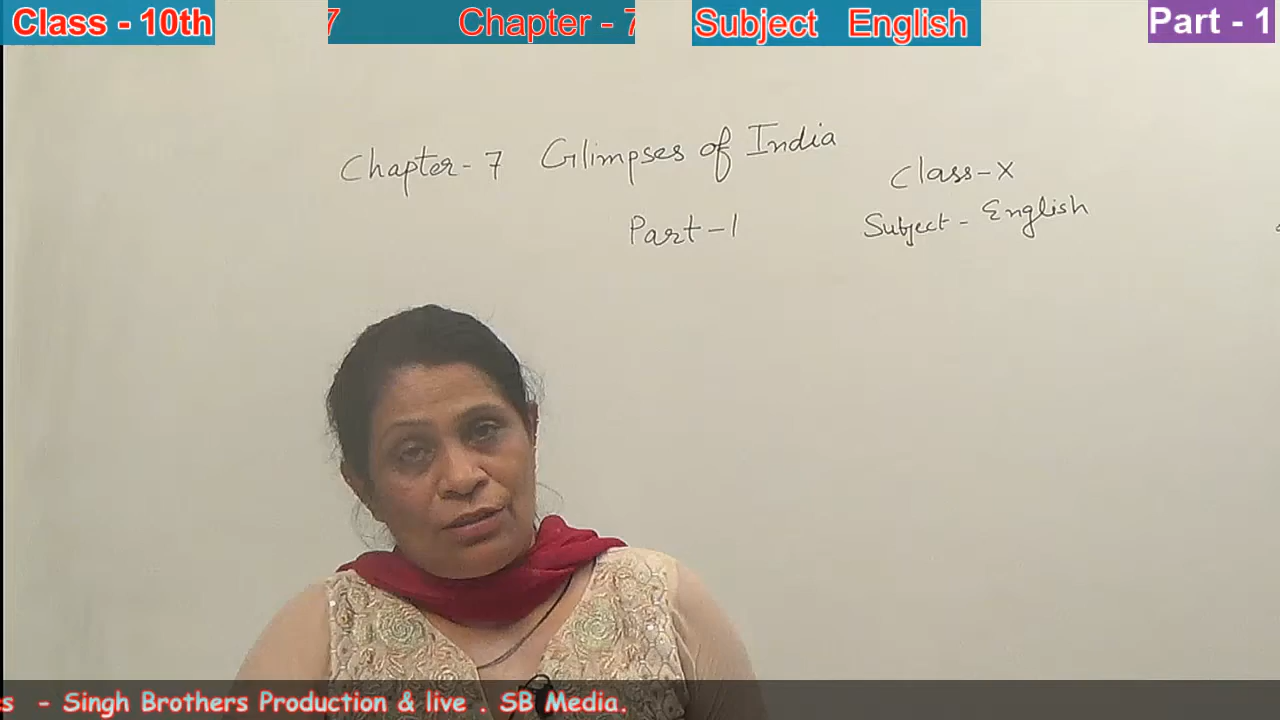 Class - 10th
7 Chapter - 7
Subject English
Part - 1
Chapter - 7 Glimpses of India
Class - X
Part - 1
Subject - English
- Singh Brothers Production & live . SB Media.